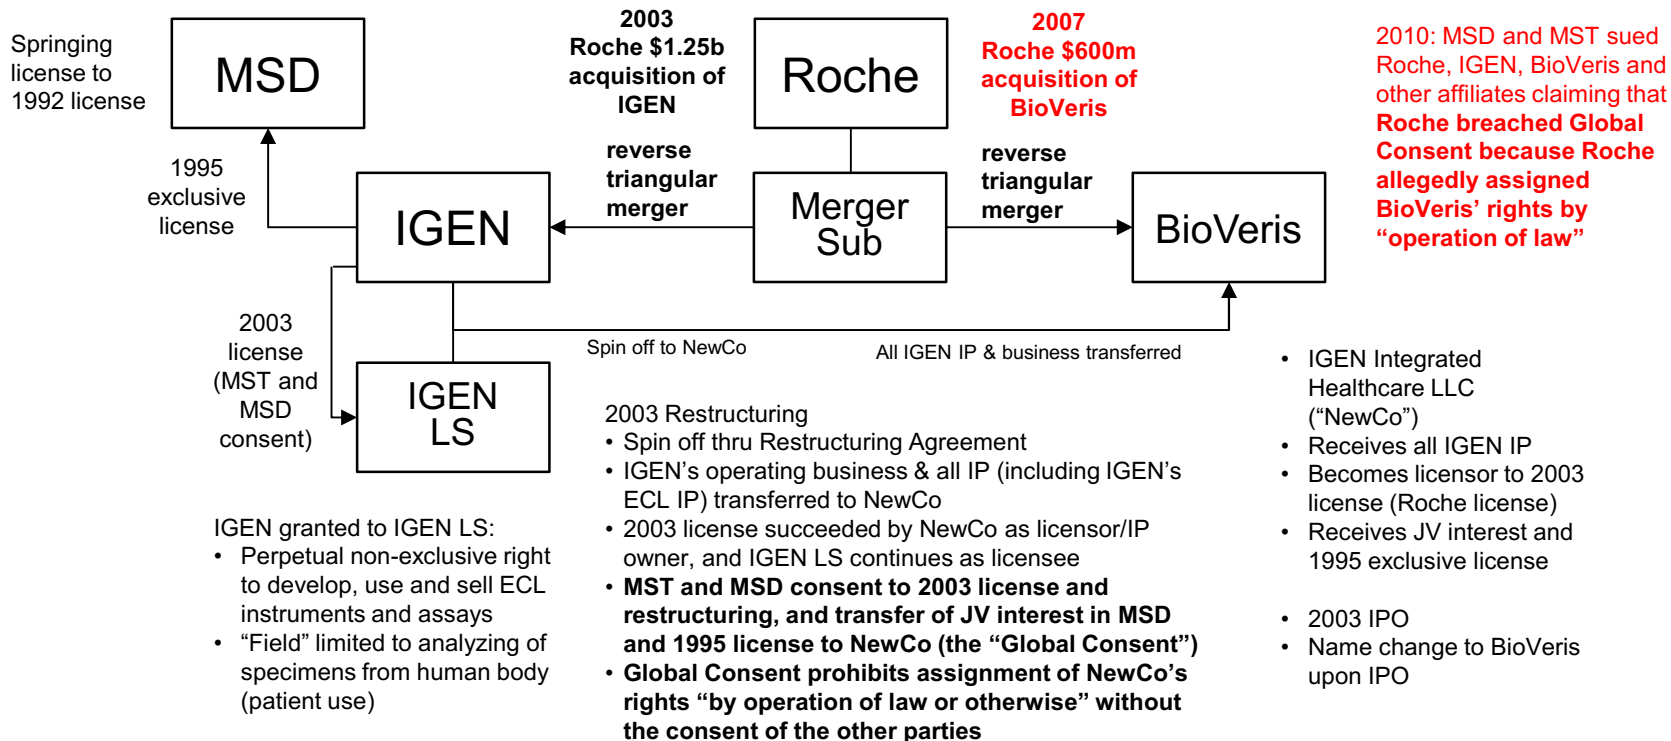 Springing
license to
1992 license
MSD
2003
Roche $1.25b
acquisition of
IGEN
Roche
2007
Roche $600m
acquisition of
BioVeris
2010: MSD and MST sued
Roche, IGEN, BioVeris and
other affiliates claiming that
Roche breached Global
Consent because Roche
allegedly assigned
BioVeris’ rights by
“operation of law”
1995
exclusive
license
IGEN
reverse
triangular
merger
Merger
Sub
reverse
triangular
merger
BioVeris
2003
license
(MST and
MSD
consent)
Spin off to NewCo
All IGEN IP & business transferred
IGEN
LS
IGEN granted to IGEN LS:
• Perpetual non-exclusive right
to develop, use and sell ECL
instruments and assays
• “Field” limited to analyzing of
specimens from human body
(patient use)
2003 Restructuring
• Spin off thru Restructuring Agreement
• IGEN’s operating business & all IP (including IGEN’s
ECL IP) transferred to NewCo
• 2003 license succeeded by NewCo as licensor/IP
owner, and IGEN LS continues as licensee
• MST and MSD consent to 2003 license and
restructuring, and transfer of JV interest in MSD
and 1995 license to NewCo (the “Global Consent”)
• Global Consent prohibits assignment of NewCo’s
rights “by operation of law or otherwise” without
the consent of the other parties
• IGEN Integrated
Healthcare LLC
(“NewCo”)
• Receives all IGEN IP
• Becomes licensor to 2003
license (Roche license)
• Receives JV interest and
1995 exclusive license
• 2003 IPO
• Name change to BioVeris
upon IPO